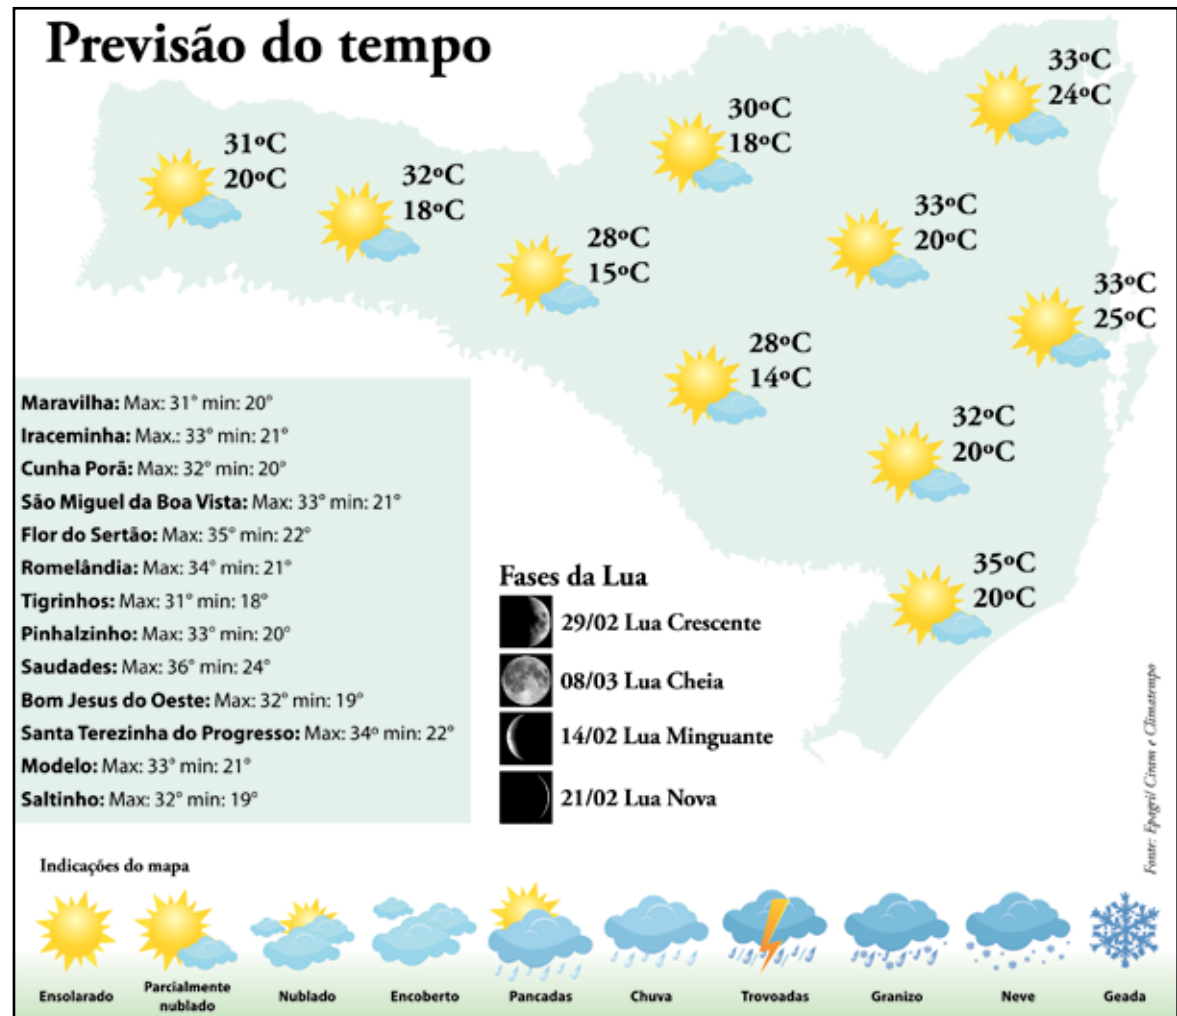 Previsão do tempo
33ºC
24ºC
30ºC
18ºC
31ºC
20ºC
32ºC
18ºC
33ºC
20ºC
28ºC
15ºC
33ºC
25ºC
28ºC
14ºC
32ºC
20ºC
35ºC
20ºC
Maravilha: Max: 31° min: 20°
Iraceminha: Max.: 33° min: 21°
Cunha Porã: Max: 32° min: 20°
São Miguel da Boa Vista: Max: 33° min: 21°
Flor do Sertão: Max: 35° min: 22°
Romelândia: Max: 34° min: 21°
Tigrinhos: Max: 31° min: 18°
Pinhalzinho: Max: 33° min: 20°
Saudades: Max: 36° min: 24°
Bom Jesus do Oeste: Max: 32° min: 19°
Santa Terezinha do Progresso: Max: 34º min: 22°
Modelo: Max: 33° min: 21°
Saltinho: Max: 32° min: 19°
Fases da Lua
29/02 Lua Crescente
08/03 Lua Cheia
14/02 Lua Minguante
21/02 Lua Nova
Fonte: Epagri/ Ciram e Climatempo
Indicações do mapa
Ensolarado
Parcialmente
nublado
Nublado
Encoberto
Pancadas
Chuva
Trovoadas
Granizo
Neve
Geada